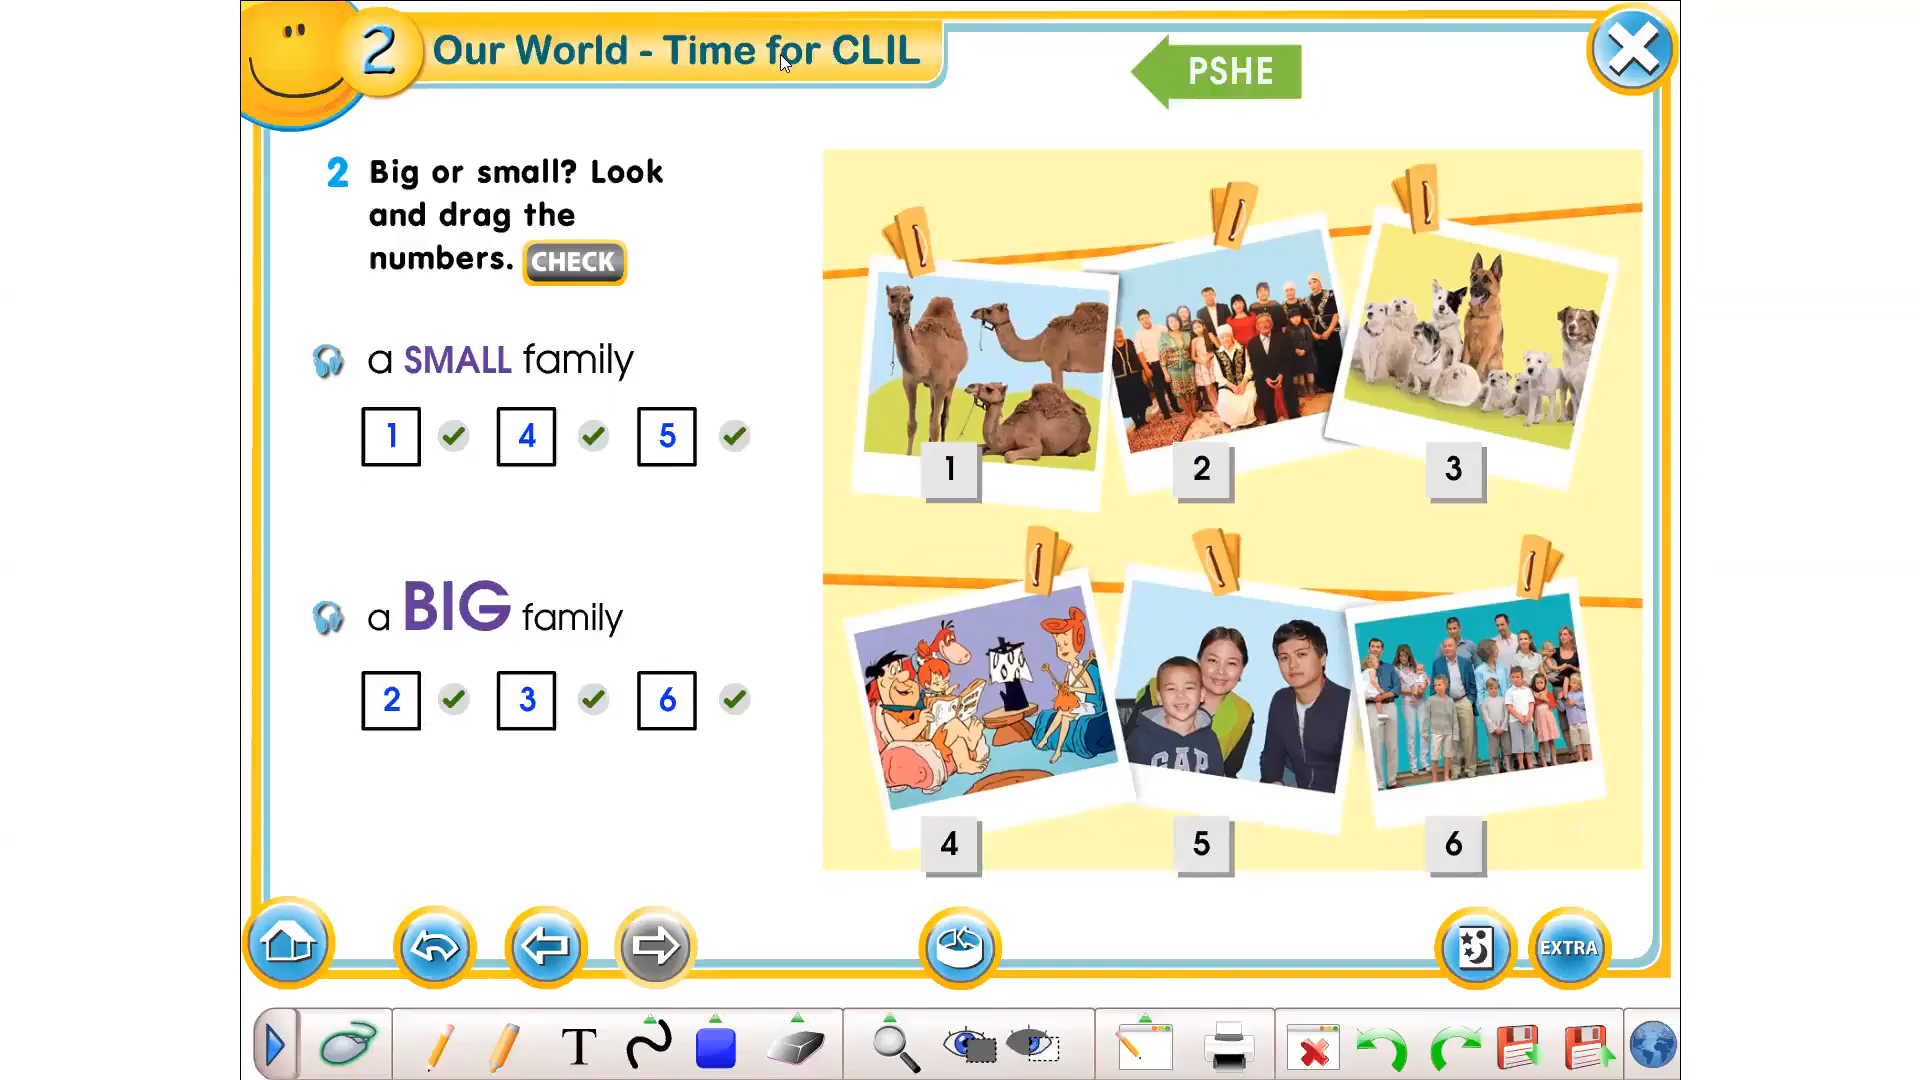 2 Our World - Time for CLIL
PSHE
2 Big or small? Look
and drag the
numbers. CHECK
a SMALL family
1 4 5
a BIG family
2 3 6
1 2 3
GAP
4 5 6
EXTRA
T